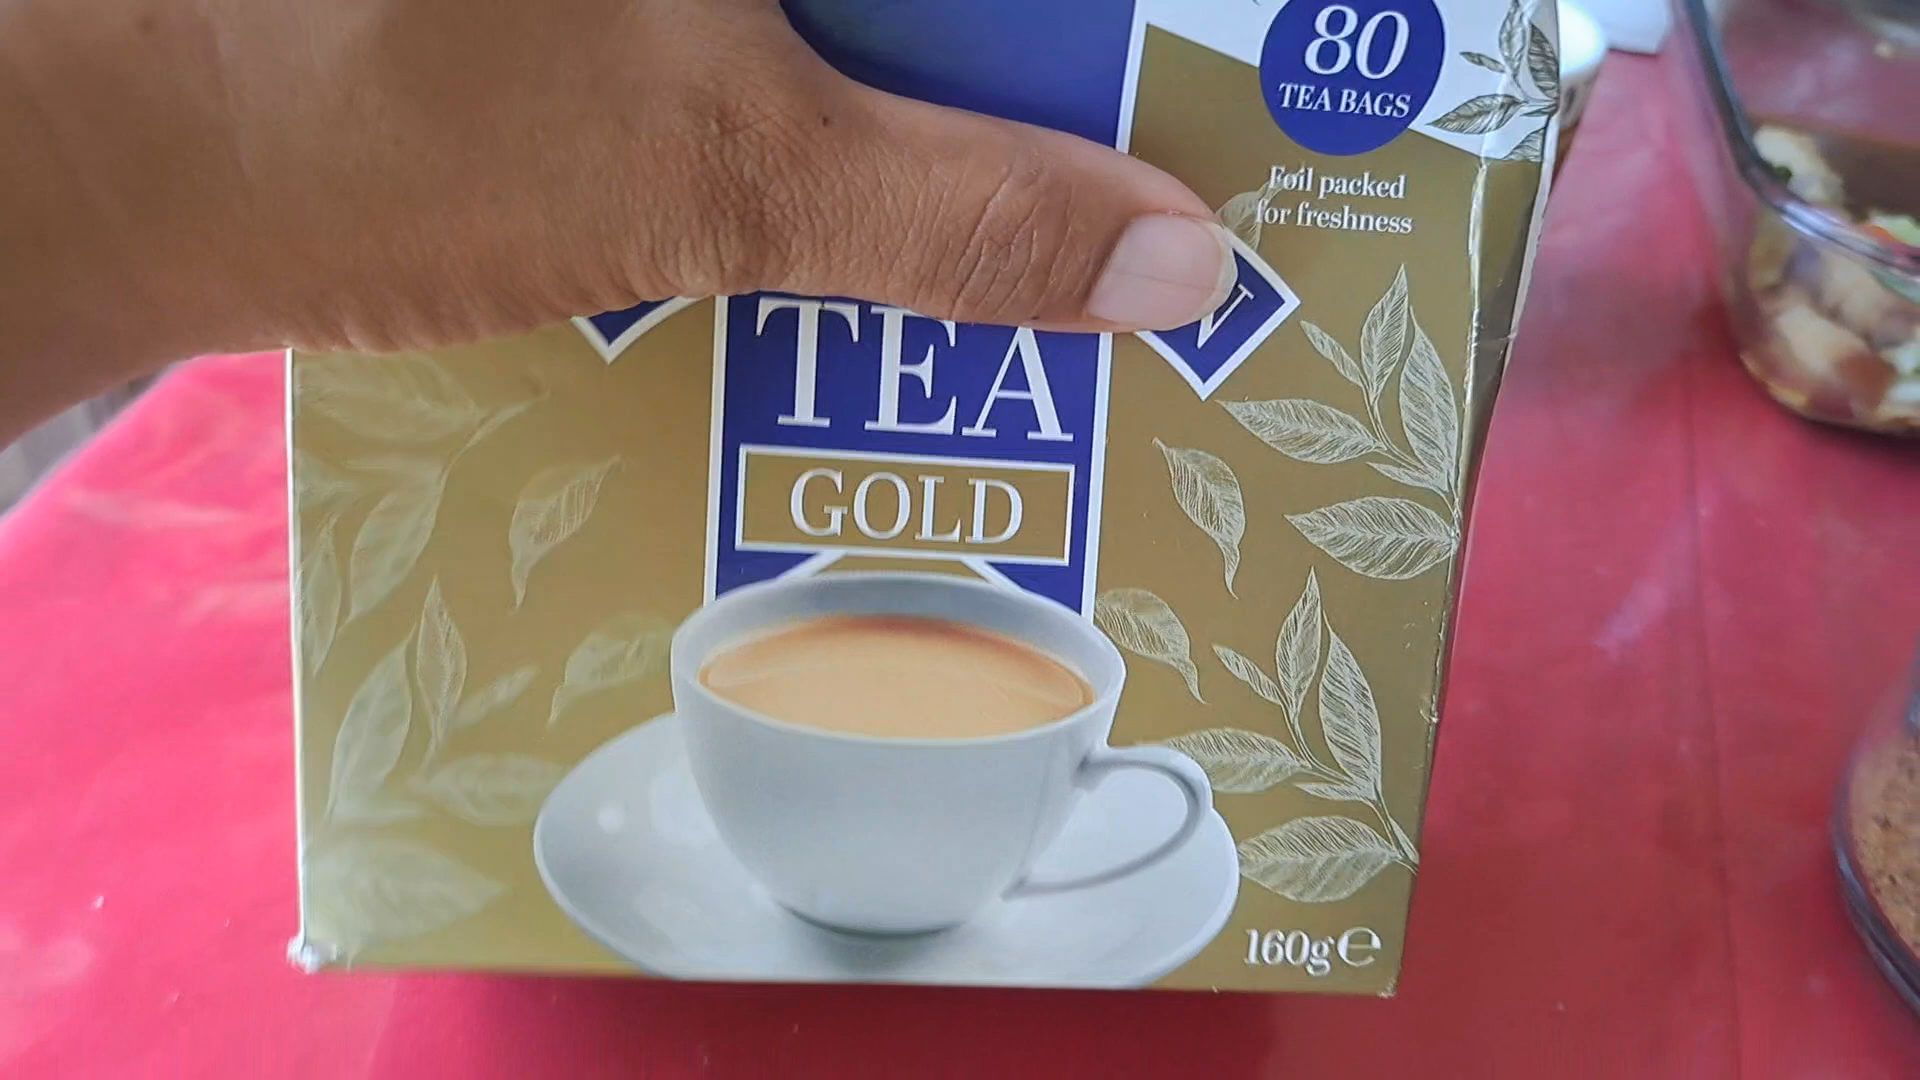 80
TEA BAGS
Foil packed
for freshness
TEA
GOLD
160g℮